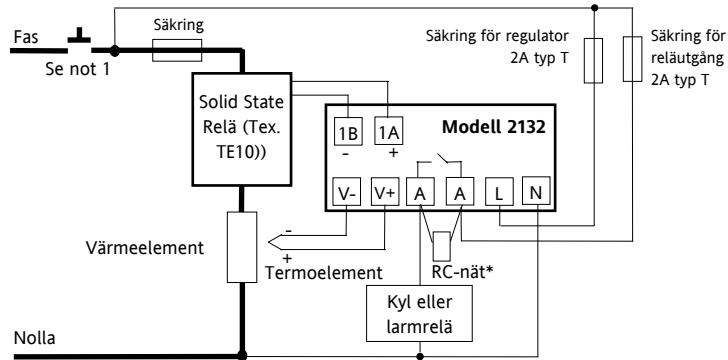 Fas
Säkring
Se not 1
Säkring för regulator
2A typ T
Säkring för
reläutgång
2A typ T
Solid State
Relä (Tex.
TE10))
1B
1A
Modell 2132
-
+
V-
V+
A
A
L
N
-
+
Värmeelement
Termoelement
RC-nät*
Kyl eller
larmrelä
Nolla